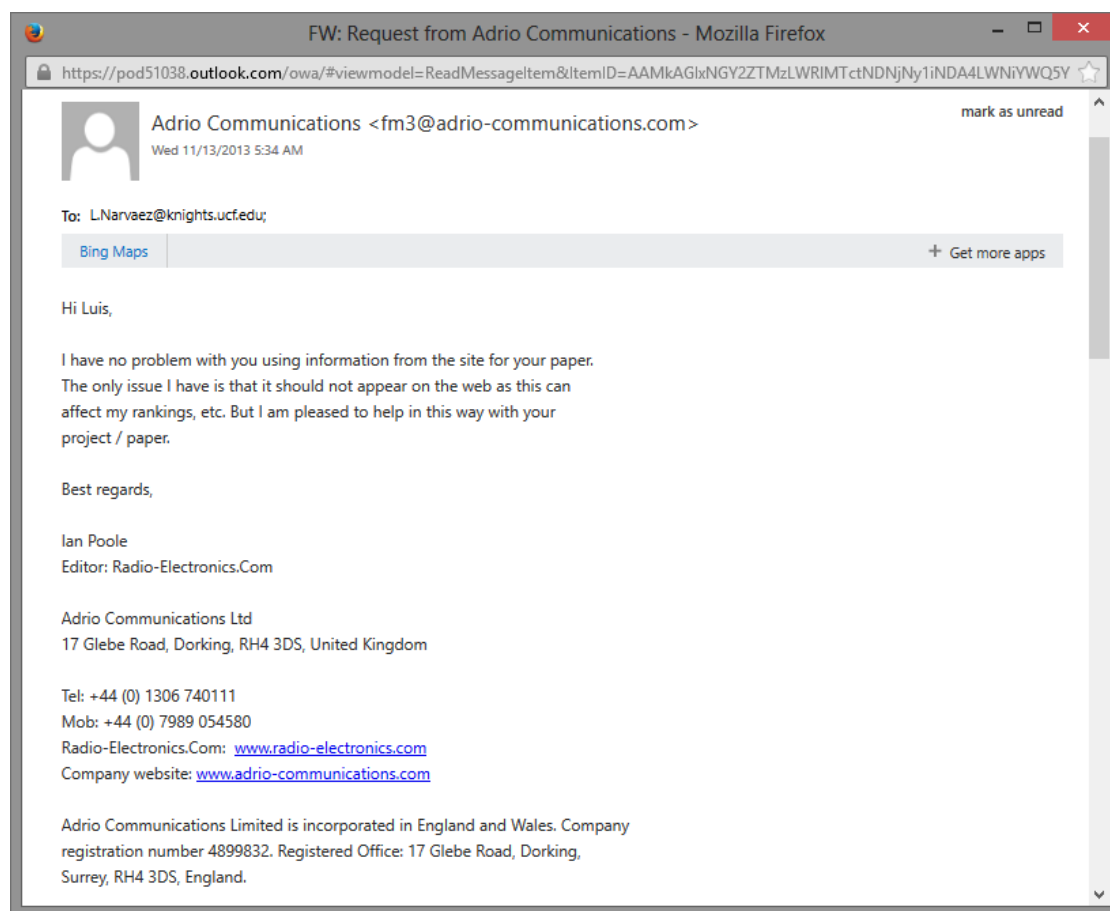 FW: Request from Adrio Communications - Mozilla Firefox
https://pod51038.outlook.com/owa/#viewmodel=ReadMessageItem&ItemID=AAMkAGIxNGY2ZTMzLWRlMTctNDNjNy1iNDA4LWNiYWQ5Y
Adrio Communications <fm3@adrio-communications.com>
mark as unread
Wed 11/13/2013 5:34 AM
To: L.Narvaez@knights.ucf.edu;
Bing Maps
+ Get more apps
Hi Luis,
I have no problem with you using information from the site for your paper.
The only issue I have is that it should not appear on the web as this can
affect my rankings, etc. But I am pleased to help in this way with your
project / paper.
Best regards,
Ian Poole
Editor: Radio-Electronics.Com
Adrio Communications Ltd
17 Glebe Road, Dorking, RH4 3DS, United Kingdom
Tel: +44 (0) 1306 740111
Mob: +44 (0) 7989 054580
Radio-Electronics.Com: www.radio-electronics.com
Company website: www.adrio-communications.com
Adrio Communications Limited is incorporated in England and Wales. Company
registration number 4899832. Registered Office: 17 Glebe Road, Dorking,
Surrey, RH4 3DS, England.